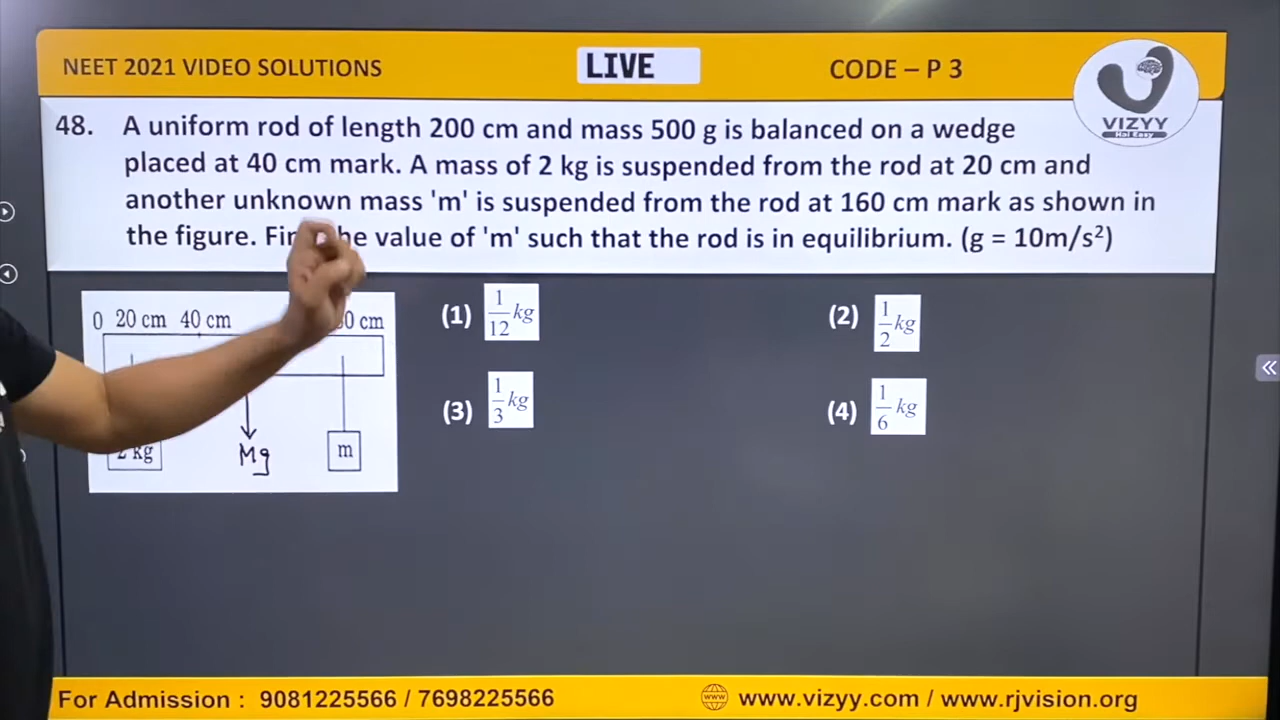 NEET 2021 VIDEO SOLUTIONS LIVE CODE – P 3
VIZYY
Hai Easy
48. A uniform rod of length 200 cm and mass 500 g is balanced on a wedge
placed at 40 cm mark. A mass of 2 kg is suspended from the rod at 20 cm and
another unknown mass 'm' is suspended from the rod at 160 cm mark as shown in
the figure. value of 'm' such that the rod is in equilibrium. (g = 10m/s²)
0 20 cm 40 cm cm
2 kg Mg m
(1) 1/12 kg (2) 1/2 kg
(3) 1/3 kg (4) 1/6 kg
For Admission : 9081225566 / 7698225566 www www.vizyy.com / www.rjvision.org